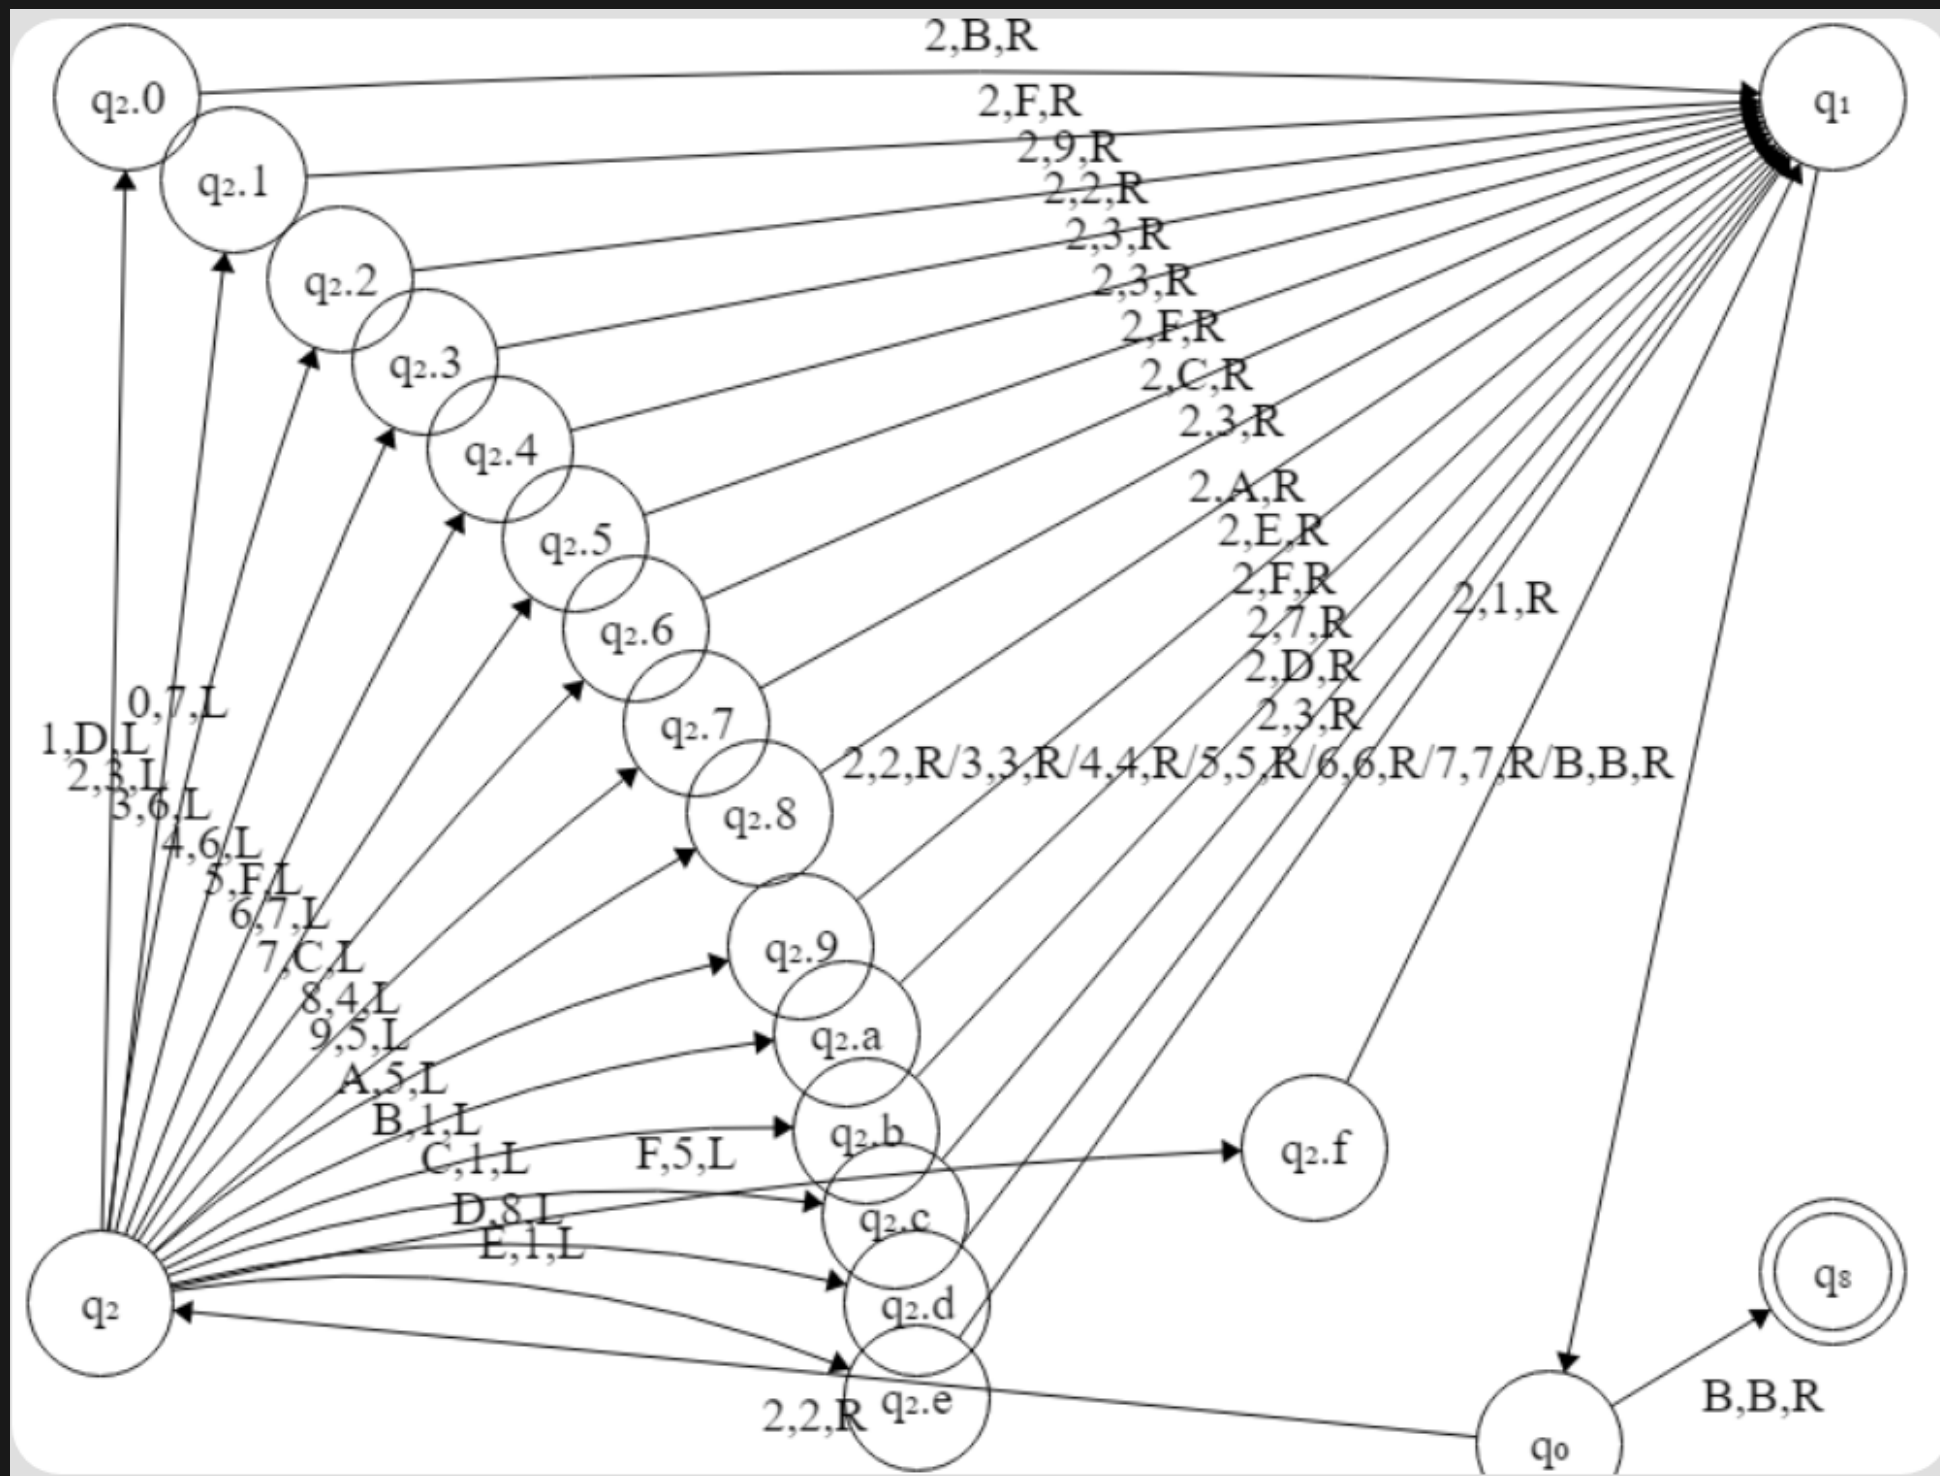 2,B,R
q₂.0
q₁
2,F,R
q₂.1
2,9,R
2,2,R
2,3,R
q₂.2
2,3,R
2,F,R
q₂.3
2,C,R
2,3,R
q₂.4
2,A,R
2,E,R
q₂.5
2,F,R
2,1,R
2,7,R
q₂.6
2,D,R
0,7,L
2,3,R
q₂.7
1,D,L
2,2,R/3,3,R/4,4,R/5,5,R/6,6,R/7,7,R/B,B,R
2,3,L
3,6,L
q₂.8
4,6,L
5,F,L
6,7,L
q₂.9
7,C,L
8,4,L
9,5,L
q₂.a
A,5,L
B,1,L
q₂.b
F,5,L
q₂.f
C,1,L
D,8,L
q₂.c
E,1,L
q₈
q₂
q₂.d
B,B,R
q₂.e
2,2,R
q₀